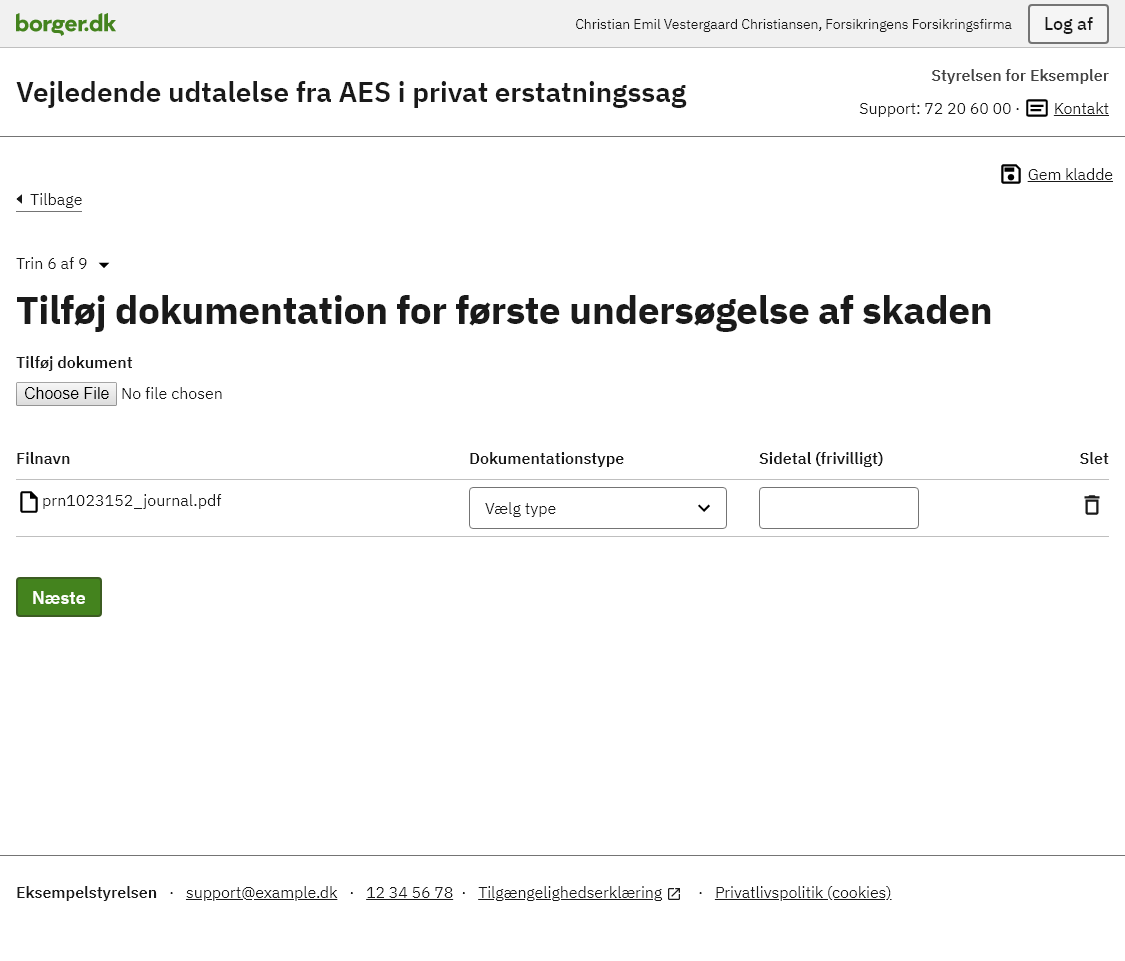 borger.dk
Christian Emil Vestergaard Christiansen, Forsikringens Forsikringsfirma
Log af
Vejledende udtalelse fra AES i privat erstatningssag
Styrelsen for Eksempler
Support: 72 20 60 00 · Kontakt
Gem kladde
Tilbage
Trin 6 af 9
Tilføj dokumentation for første undersøgelse af skaden
Tilføj dokument
Choose File No file chosen
Filnavn Dokumentationstype Sidetal (frivilligt) Slet
prn1023152_journal.pdf Vælg type
Næste
Eksempelstyrelsen · support@example.dk · 12 34 56 78 · Tilgængelighedserklæring · Privatlivspolitik (cookies)